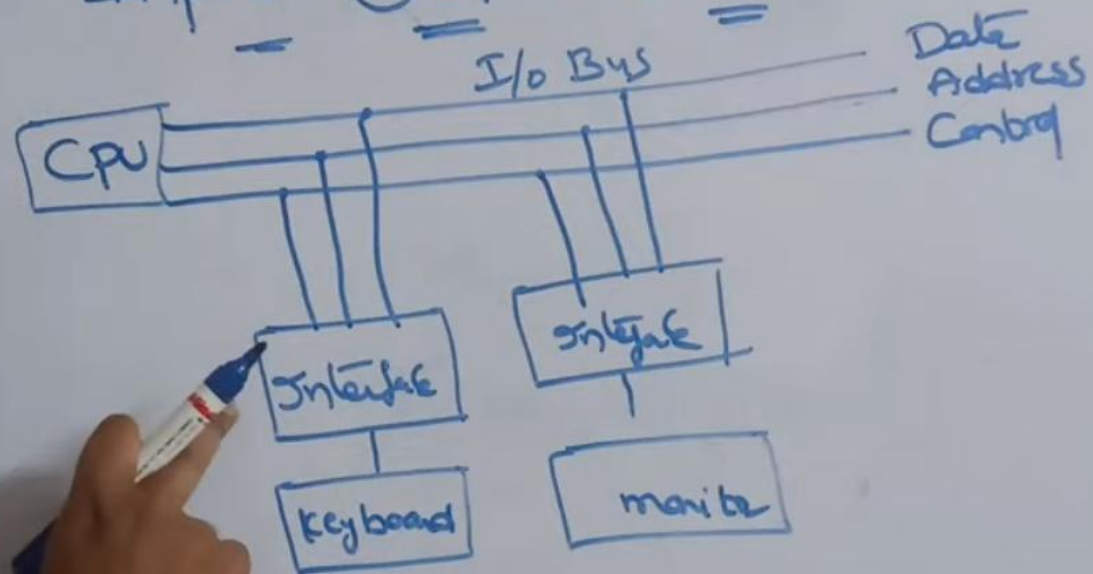 I/o Bus
Data
Address
Control
CPU
Interface
Interface
Keyboard
monitor